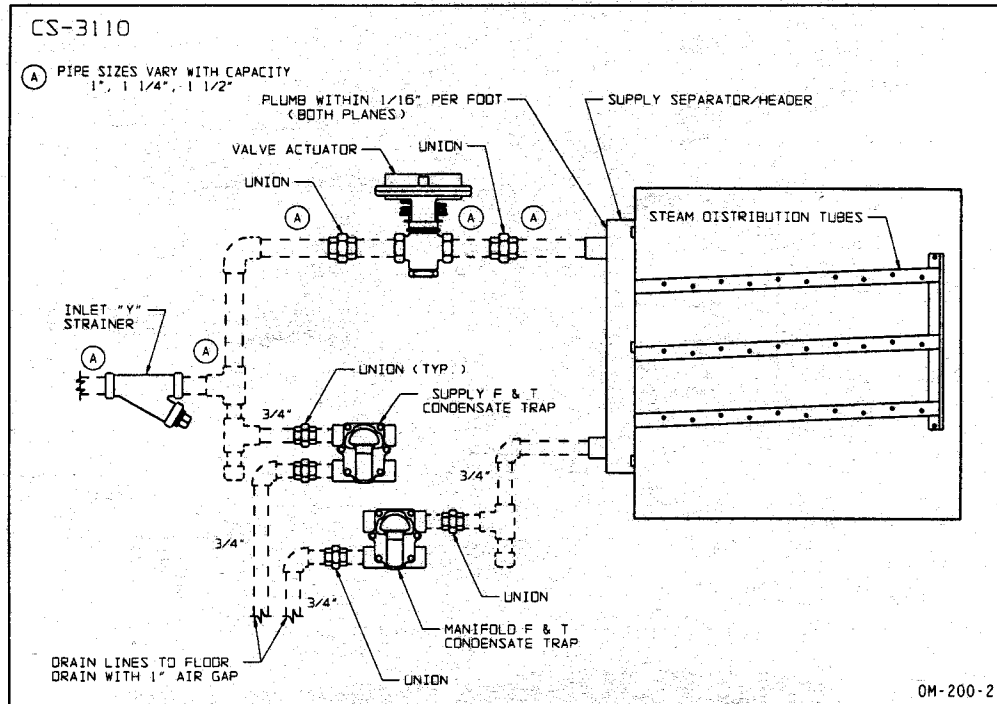 CS-3110
A PIPE SIZES VARY WITH CAPACITY
1", 1 1/4", 1 1/2"
PLUMB WITHIN 1/16" PER FOOT
(BOTH PLANES)
SUPPLY SEPARATOR/HEADER
VALVE ACTUATOR
UNION
UNION
A
A
A
STEAM DISTRIBUTION TUBES
INLET "Y"
STRAINER
A
A
UNION (TYP.)
SUPPLY F & T
CONDENSATE TRAP
3/4"
3/4"
3/4"
3/4"
UNION
MANIFOLD F & T
CONDENSATE TRAP
DRAIN LINES TO FLOOR
DRAIN WITH 1" AIR GAP
UNION
OM-200-2